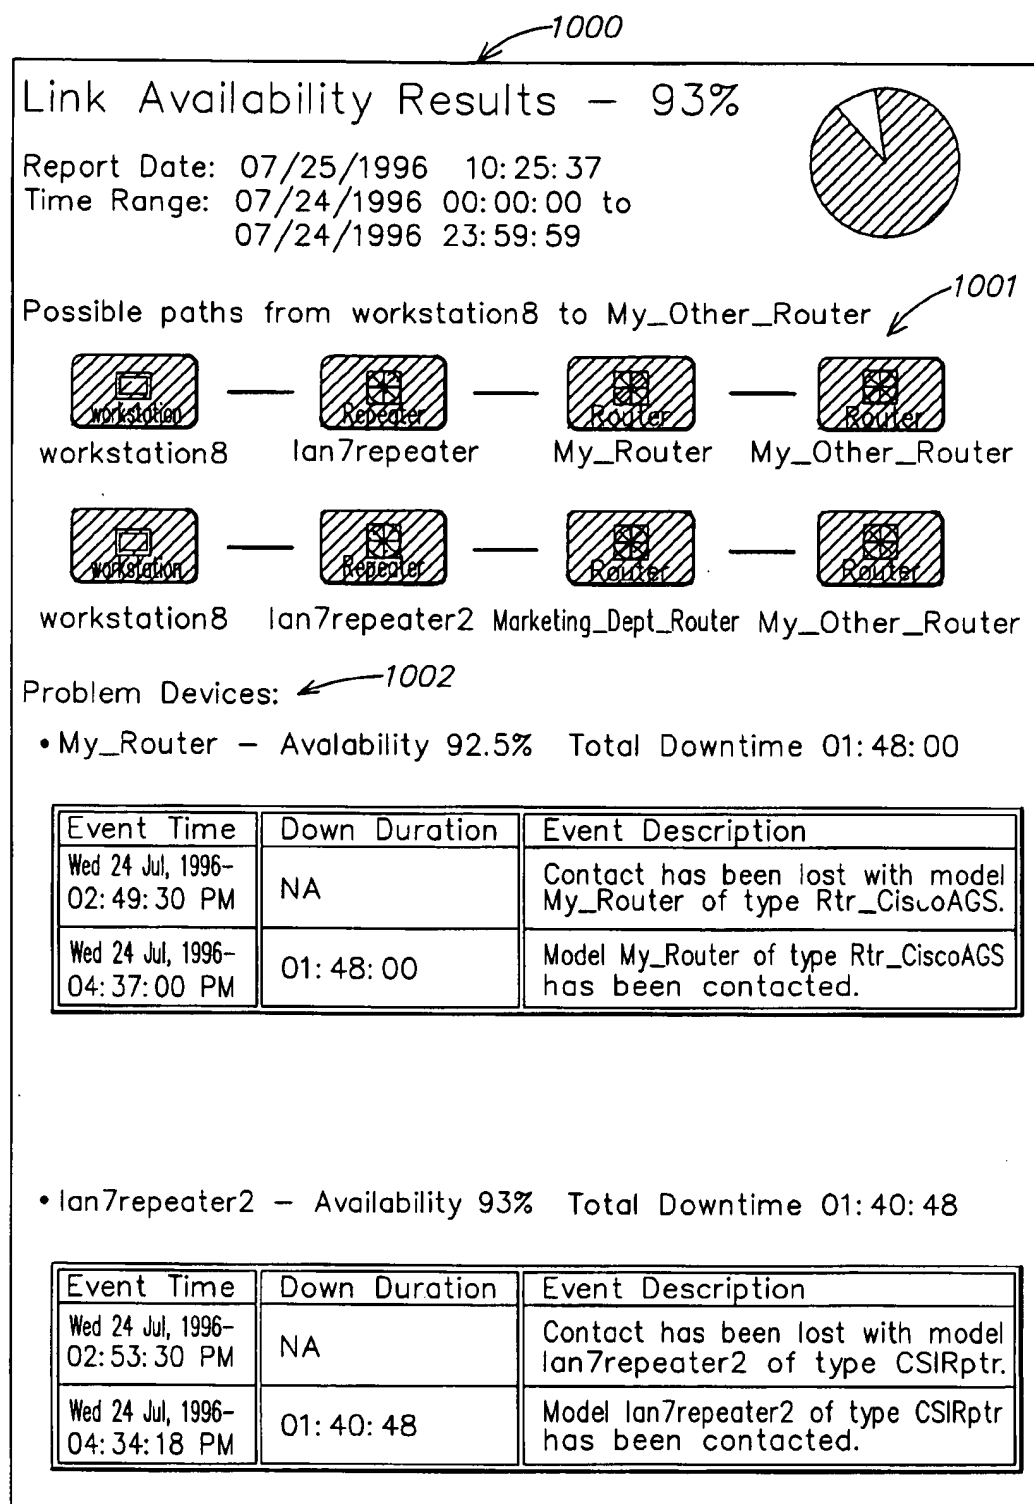 1000
Link Availability Results – 93%
Report Date: 07/25/1996 10:25:37
Time Range: 07/24/1996 00:00:00 to
07/24/1996 23:59:59
1001
Possible paths from workstation8 to My_Other_Router
workstation Repeater Router Router
workstation8 lan7repeater My_Router My_Other_Router
workstation Repeater Router Router
workstation8 lan7repeater2 Marketing_Dept_Router My_Other_Router
1002
Problem Devices:
• My_Router – Avalability 92.5% Total Downtime 01:48:00
Event Time Down Duration Event Description
Wed 24 Jul, 1996–
02:49:30 PM
NA
Contact has been lost with model
My_Router of type Rtr_CiscoAGS.
Wed 24 Jul, 1996–
04:37:00 PM
01:48:00
Model My_Router of type Rtr_CiscoAGS
has been contacted.
• lan7repeater2 – Availability 93% Total Downtime 01:40:48
Event Time Down Duration Event Description
Wed 24 Jul, 1996–
02:53:30 PM
NA
Contact has been lost with model
lan7repeater2 of type CSIRptr.
Wed 24 Jul, 1996–
04:34:18 PM
01:40:48
Model lan7repeater2 of type CSIRptr
has been contacted.